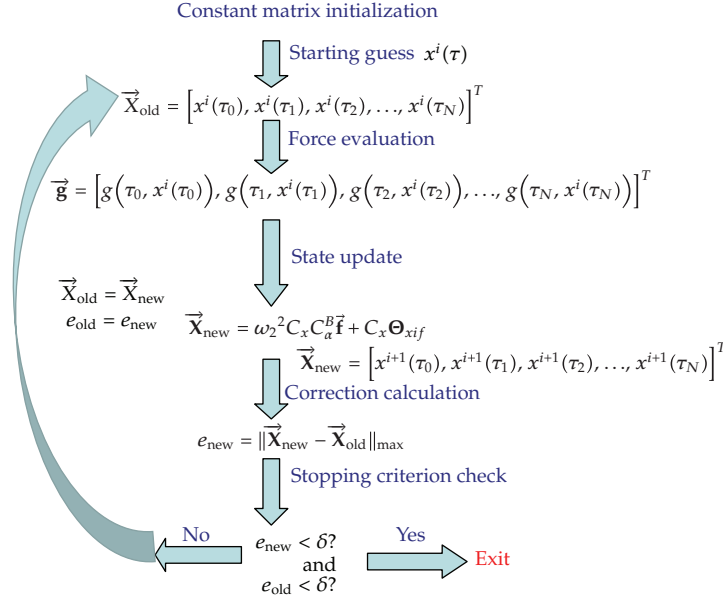 Constant matrix initialization
Starting guess x^i(τ)
X⃗_old = [x^i(τ_0), x^i(τ_1), x^i(τ_2), ..., x^i(τ_N)]^T
Force evaluation
g⃗ = [g(τ_0, x^i(τ_0)), g(τ_1, x^i(τ_1)), g(τ_2, x^i(τ_2)), ..., g(τ_N, x^i(τ_N))]^T
State update
X⃗_old = X⃗_new
e_old = e_new
X⃗_new = ω_2^2 C_x C_α^B f⃗ + C_x Θ_xif
X⃗_new = [x^{i+1}(τ_0), x^{i+1}(τ_1), x^{i+1}(τ_2), ..., x^{i+1}(τ_N)]^T
Correction calculation
e_new = ‖X⃗_new − X⃗_old‖_max
Stopping criterion check
No
Yes
e_new < δ?
and
e_old < δ?
Exit